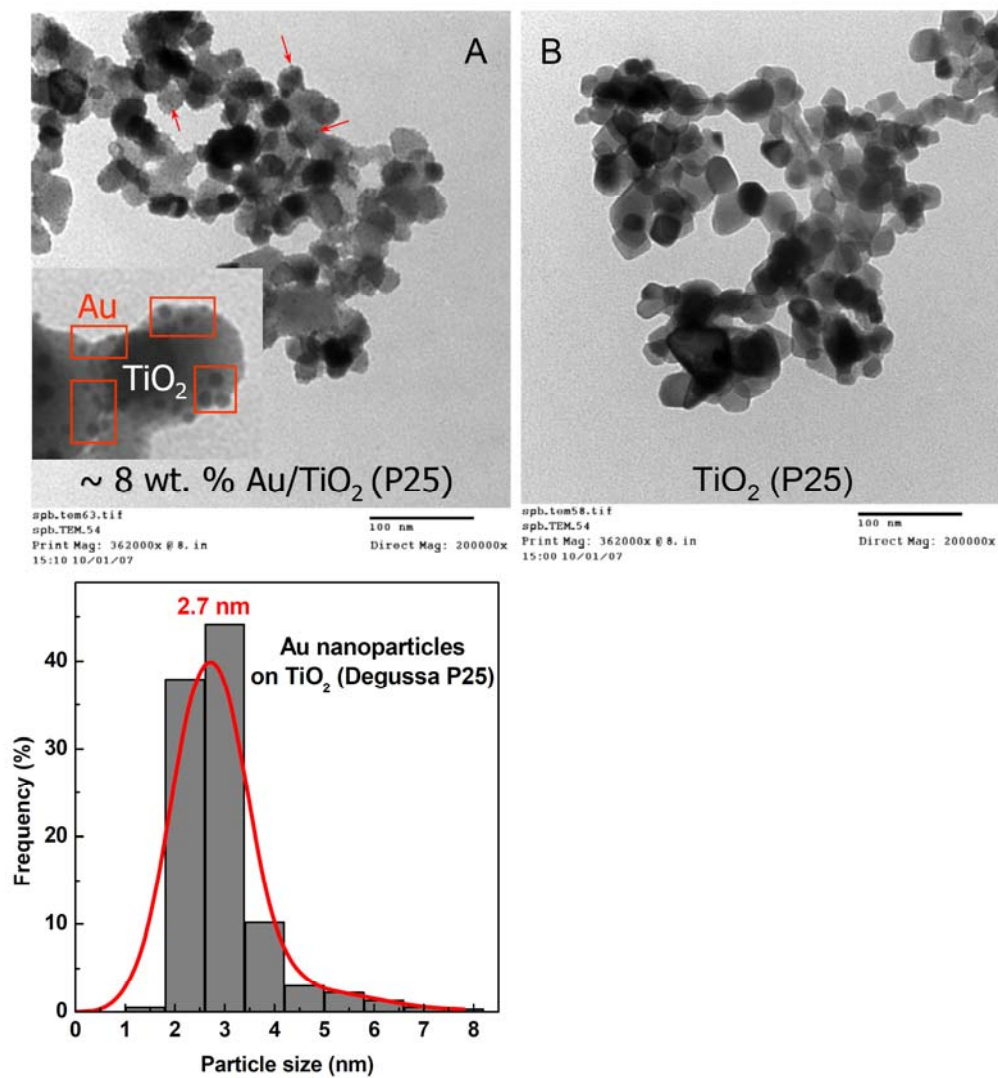 A
Au
TiO₂
~ 8 wt. % Au/TiO₂ (P25)
spb.tem63.tif
spb.TEM.54
Print Mag: 362000x @ 8. in
15:10 10/01/07
100 nm
Direct Mag: 200000x
B
TiO₂ (P25)
spb.tem58.tif
spb.TEM.54
Print Mag: 362000x @ 8. in
15:00 10/01/07
100 nm
Direct Mag: 200000x
2.7 nm
Au nanoparticles
on TiO₂ (Degussa P25)
Frequency (%)
40
30
20
10
0
0 1 2 3 4 5 6 7 8
Particle size (nm)